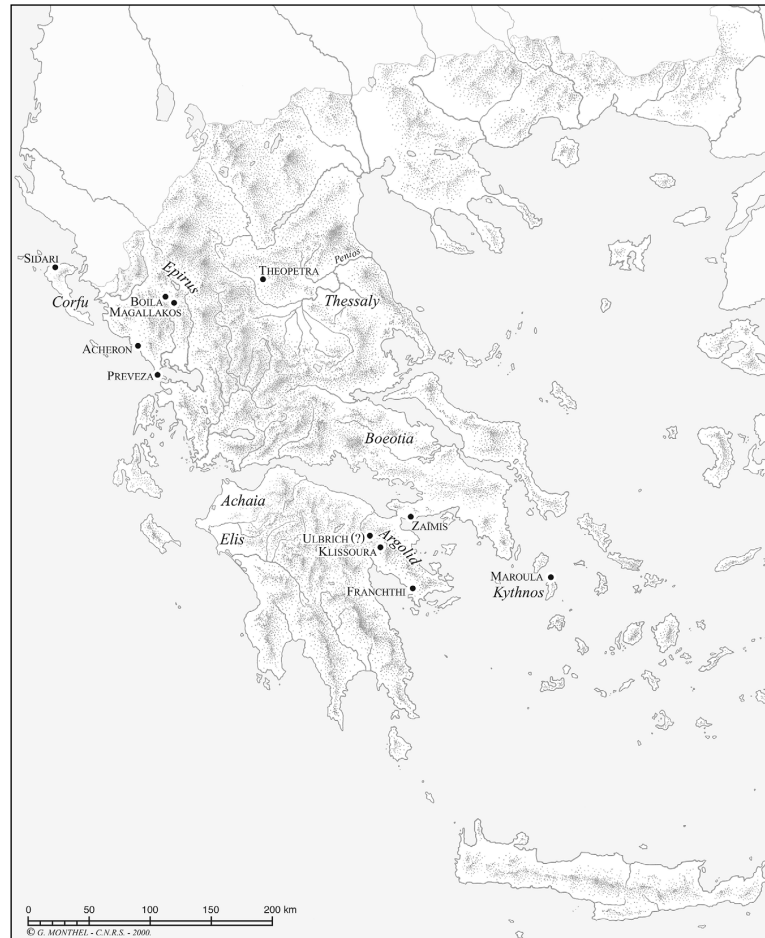 SIDARI
Corfu
Epirus
BOILA
MAGALLAKOS
THEOPETRA
Penios
Thessaly
ACHERON
PREVEZA
Boeotia
Achaia
Elis
ZAÏMIS
ULBRICH (?)
KLISSOURA
Argolid
FRANCHTHI
MAROULA
Kythnos
0 50 100 150 200 km
© G. MONTHEL - C.N.R.S. - 2000.